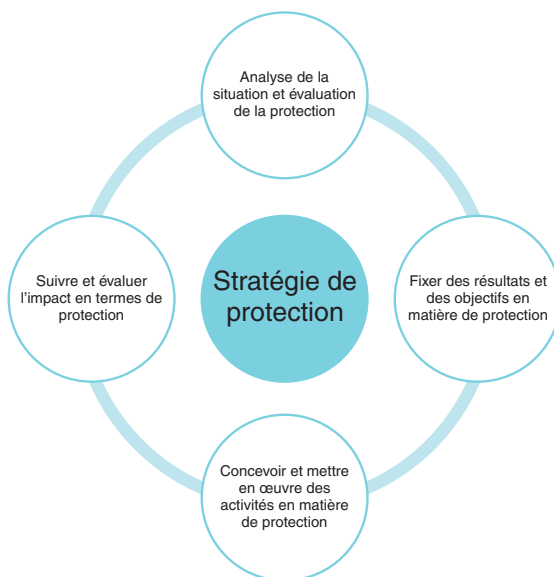 Analyse de la
situation et évaluation
de la protection
Suivre et évaluer
l'impact en termes de
protection
Stratégie de
protection
Fixer des résultats et
des objectifs en
matière de protection
Concevoir et mettre
en œuvre des
activités en matière
de protection